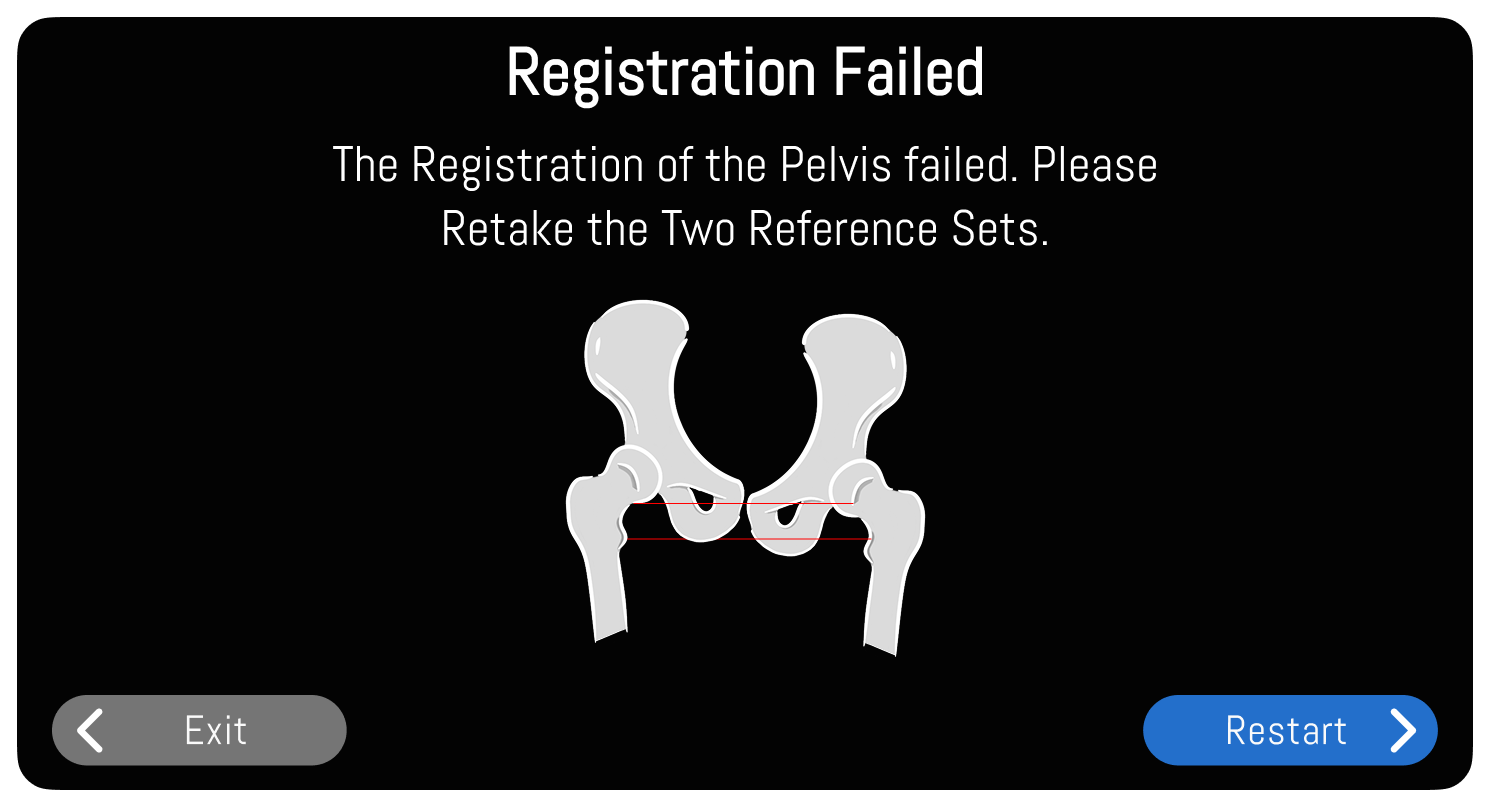 Registration Failed
The Registration of the Pelvis failed. Please
Retake the Two Reference Sets.
Exit
Restart